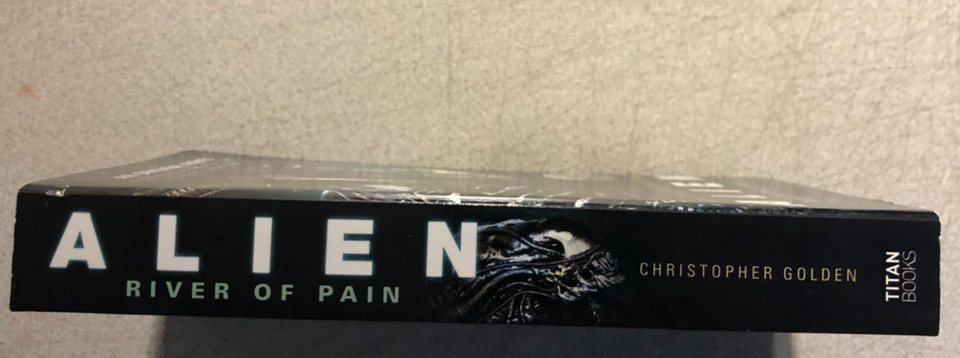 ALIEN
RIVER OF PAIN
CHRISTOPHER GOLDEN
TITAN
BOOKS